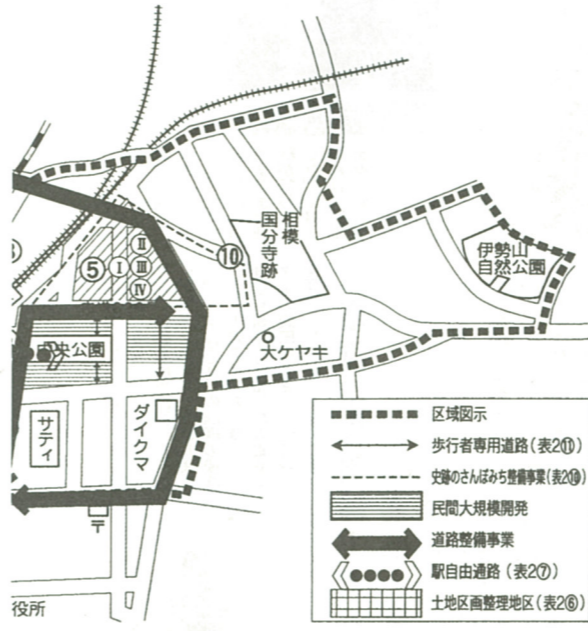 相模
国分寺跡
伊勢山
自然公園
⑤
Ⅰ
Ⅱ
Ⅲ
Ⅳ
⑩
中央公園
大ケヤキ
サティ
ダイクマ
〒
役所
区域図示
歩行者専用道路(表2⑪)
史跡のさんぽみち整備事業(表2⑩)
民間大規模開発
道路整備事業
駅自由通路(表2⑦)
土地区画整理地区(表2⑥)